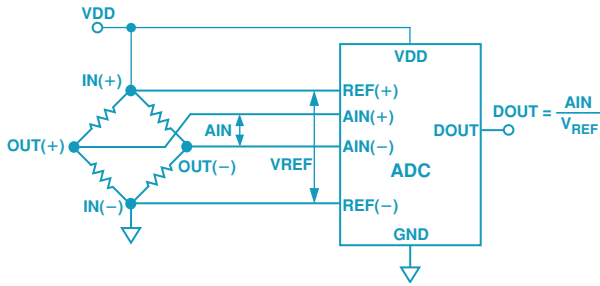 VDD
IN(+)
VDD
REF(+)
AIN(+)
DOUT = AIN
VREF
AIN
DOUT
OUT(+)
AIN(−)
OUT(−)
VREF
ADC
IN(−)
REF(−)
GND